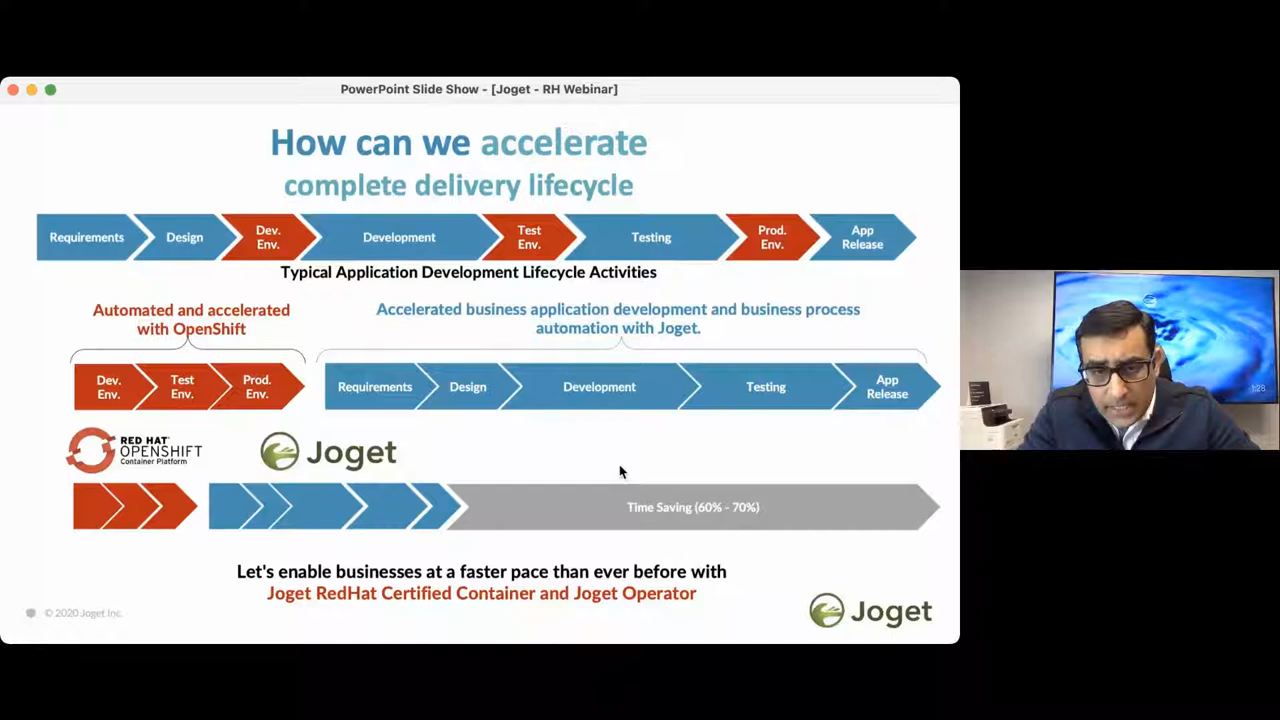 PowerPoint Slide Show - [Joget - RH Webinar]
How can we accelerate
complete delivery lifecycle
Requirements
Design
Dev.
Env.
Development
Test
Env.
Testing
Prod.
Env.
App
Release
Typical Application Development Lifecycle Activities
Automated and accelerated
with OpenShift
Accelerated business application development and business process
automation with Joget.
Dev.
Env.
Test
Env.
Prod.
Env.
Requirements
Design
Development
Testing
App
Release
RED HAT
OPENSHIFT
Container Platform
Joget
Time Saving (60% - 70%)
Let's enable businesses at a faster pace than ever before with
Joget RedHat Certified Container and Joget Operator
© 2020 Joget Inc.
Joget
1:28